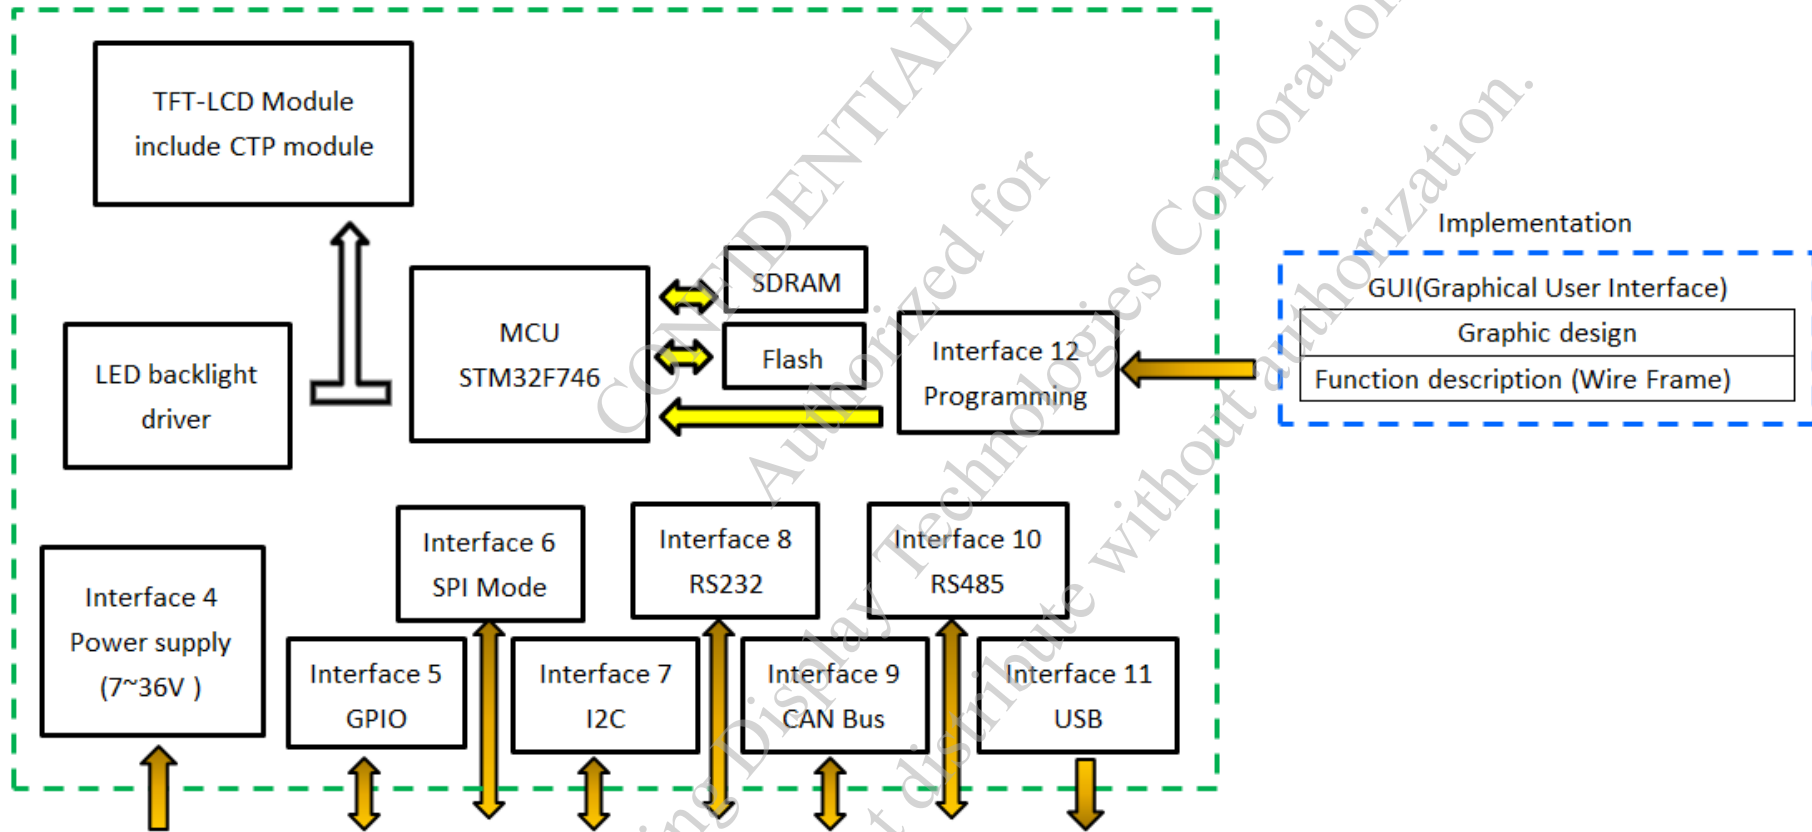 TFT-LCD Module
include CTP module
LED backlight
driver
MCU
STM32F746
SDRAM
Flash
Interface 12
Programming
Implementation
GUI(Graphical User Interface)
Graphic design
Function description (Wire Frame)
Interface 4
Power supply
(7~36V )
Interface 5
GPIO
Interface 6
SPI Mode
Interface 7
I2C
Interface 8
RS232
Interface 9
CAN Bus
Interface 10
RS485
Interface 11
USB
CONFIDENTIAL
Authorized for
Display Technologies Corporation
distribute without authorization.